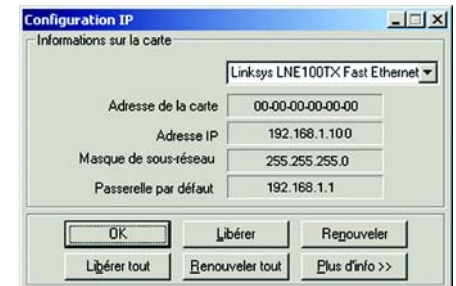 Configuration IP
Informations sur la carte
Linksys LNE100TX Fast Ethernet
Adresse de la carte 00-00-00-00-00-00
Adresse IP 192.168.1.100
Masque de sous-réseau 255.255.255.0
Passerelle par défaut 192.168.1.1
OK Libérer Renouveler
Libérer tout Renouveler tout Plus d'info >>